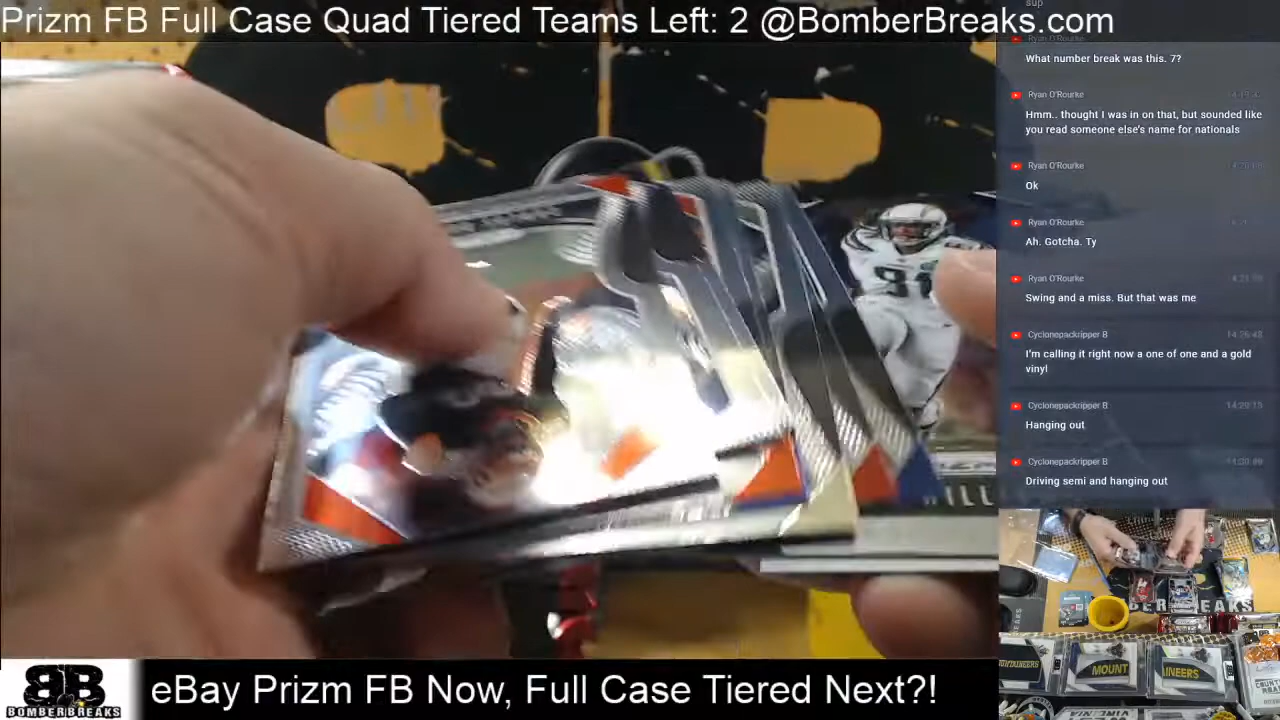 Prizm FB Full Case Quad Tiered Teams Left: 2 @BomberBreaks.com
sup
Ryan O'Rourke
What number break was this. 7?
Ryan O'Rourke
Hmm.. thought I was in on that, but sounded like
you read someone else's name for nationals
Ryan O'Rourke
Ok
Ryan O'Rourke
Ah. Gotcha. Ty
Ryan O'Rourke
Swing and a miss. But that was me
Cyclonepackripper B
I'm calling it right now a one of one and a gold
vinyl
Cyclonepackripper B
Hanging out
Cyclonepackripper B
Driving semi and hanging out
91
BREAKS
MOUNT
AINEERS
BB
BOMBERBREAKS
eBay Prizm FB Now, Full Case Tiered Next?!